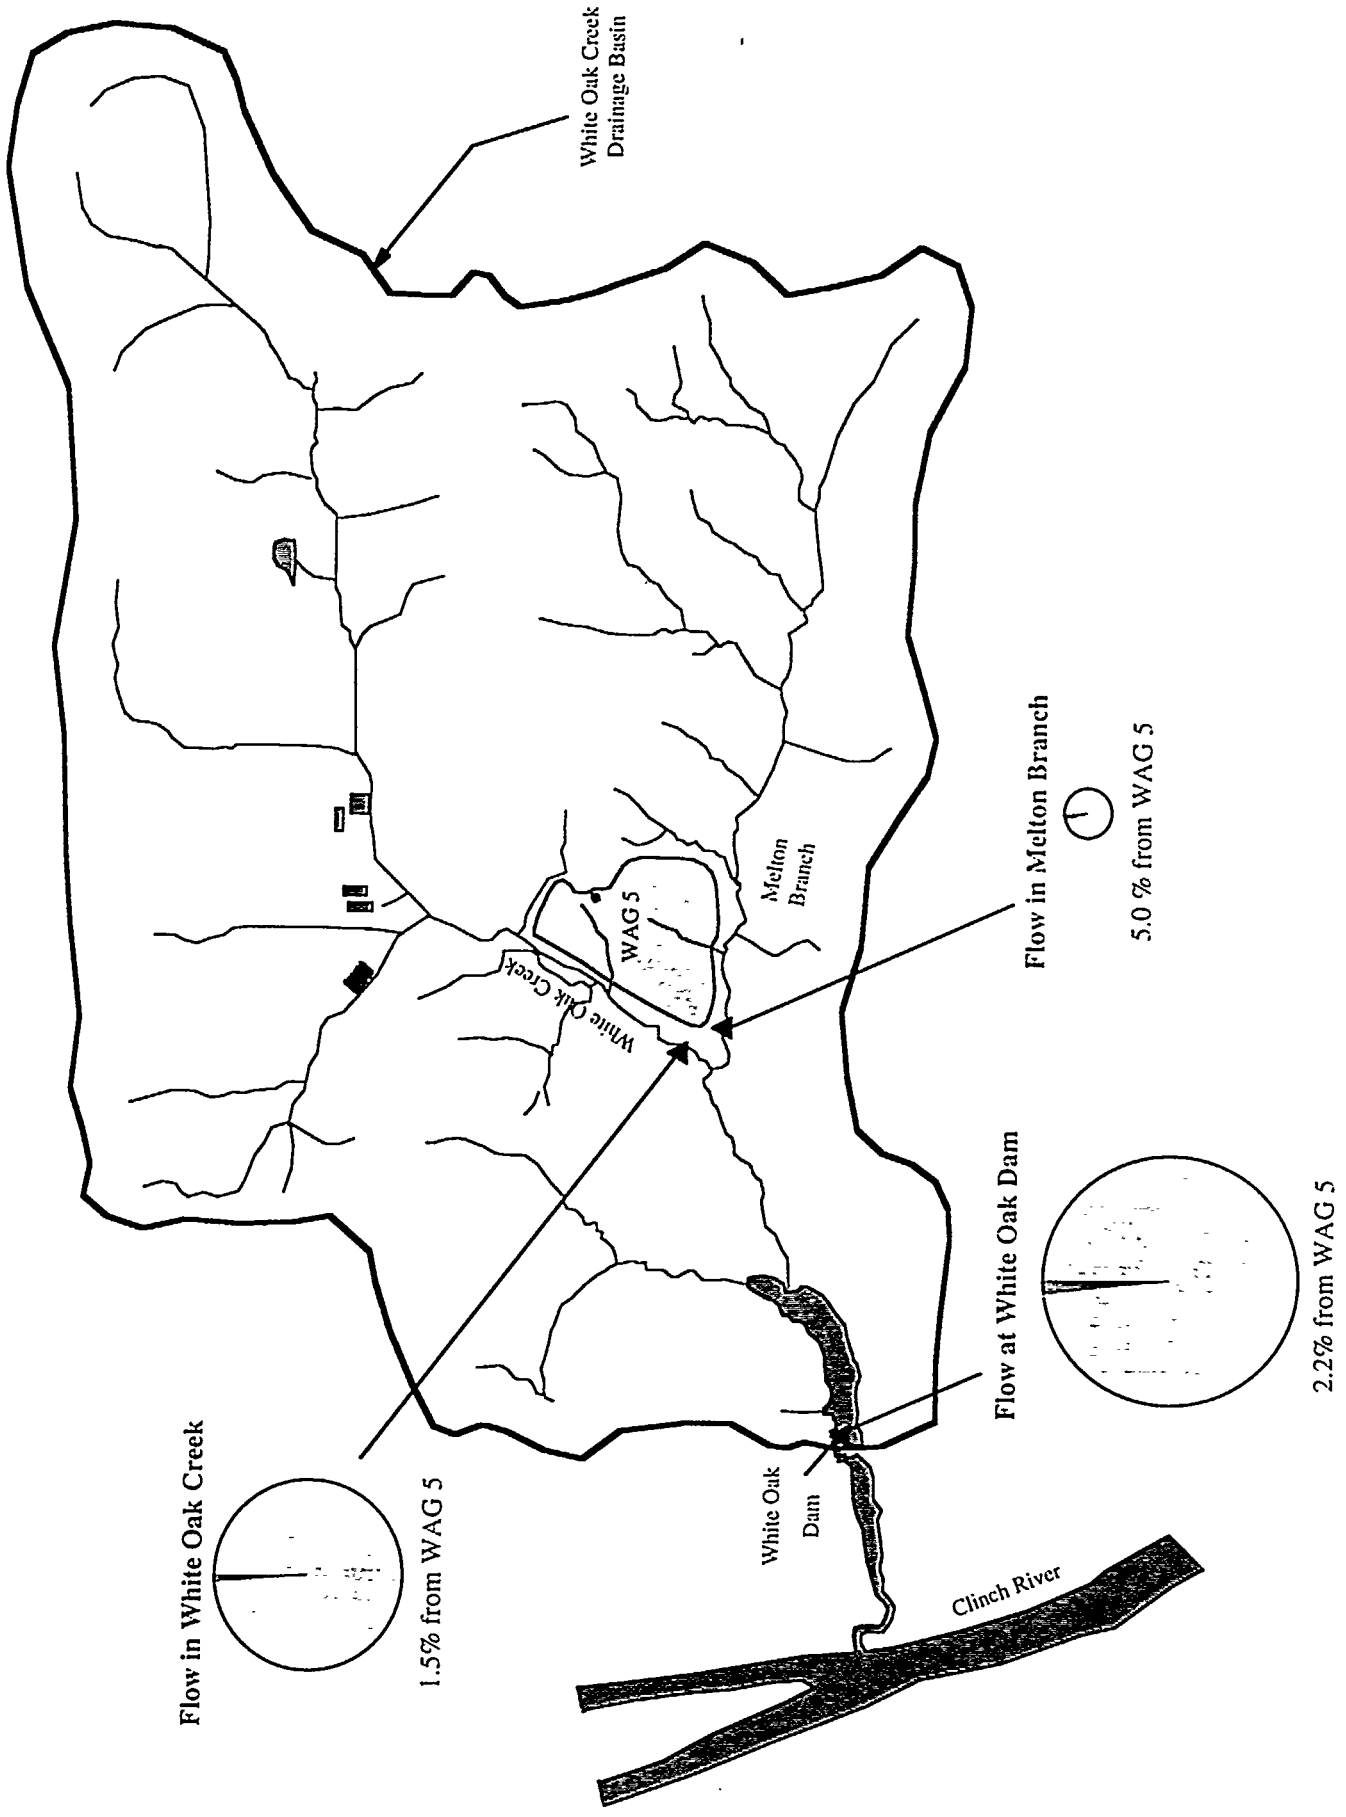 Flow in White Oak Creek
1.5% from WAG 5
White Oak
Dam
Clinch River
Flow at White Oak Dam
2.2% from WAG 5
White Oak Creek
WAG 5
Melton
Branch
Flow in Melton Branch
5.0 % from WAG 5
White Oak Creek
Drainage Basin